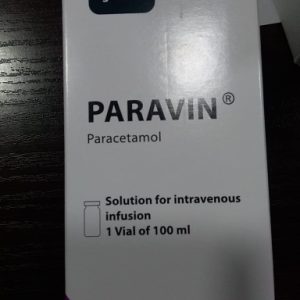 PARAVIN®
Paracetamol
Solution for intravenous
infusion
1 Vial of 100 ml